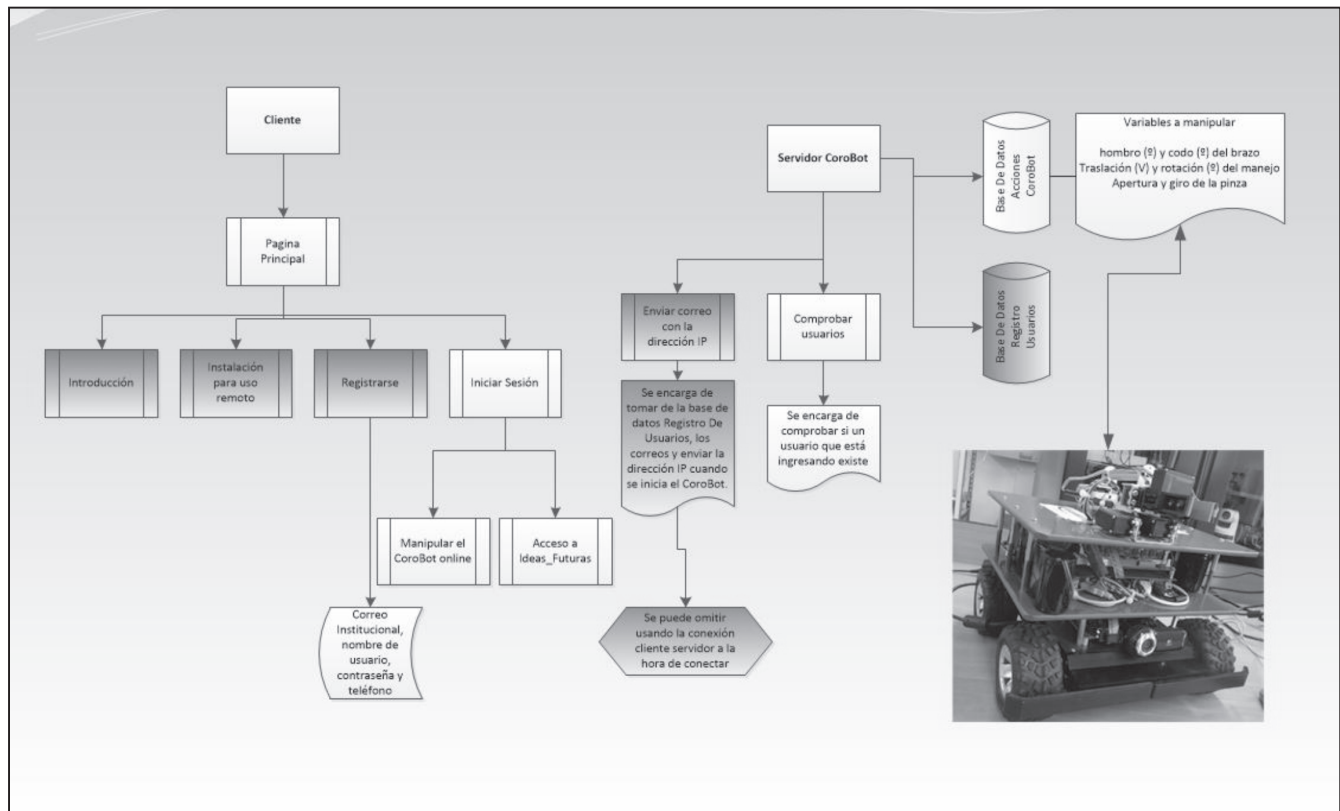 Cliente
Pagina
Principal
Introducción
Instalación
para uso
remoto
Registrarse
Iniciar Sesión
Manipular el
CoroBot online
Acceso a
Ideas_Futuras
Correo
Institucional,
nombre de
usuario,
contraseña y
teléfono
Servidor CoroBot
Enviar correo
con la
dirección IP
Comprobar
usuarios
Se encarga de
tomar de la base de
datos Registro De
Usuarios, los
correos y enviar la
dirección IP cuando
se inicia el CoroBot.
Se encarga de
comprobar si un
usuario que está
ingresando existe
Se puede omitir
usando la conexión
cliente servidor a la
hora de conectar
Base De Datos
Acciones
CoroBot
Variables a manipular
hombro (º) y codo (º) del brazo
Traslación (V) y rotación (º) del manejo
Apertura y giro de la pinza
Base De Datos
Registro
Usuarios